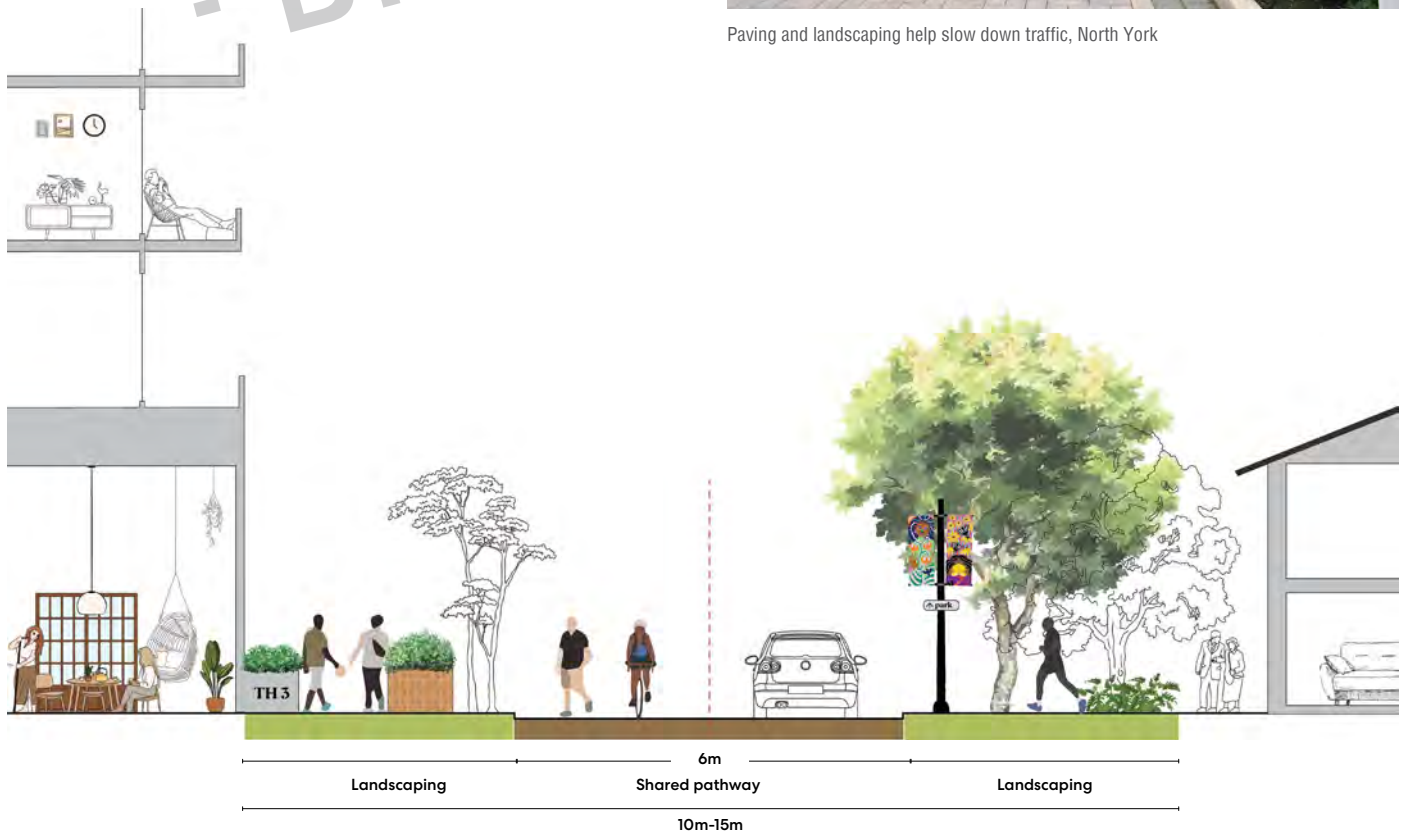 Paving and landscaping help slow down traffic, North York
park
TH 3
6m
Landscaping
Shared pathway
Landscaping
10m-15m